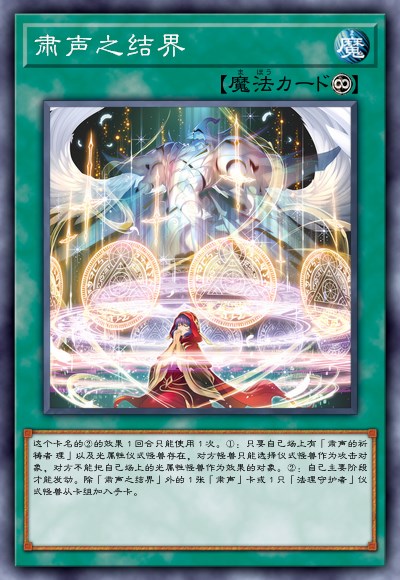 肃声之结界
魔
【魔法カード】
ま ほう
这个卡名的②的效果1回合只能使用1次。①：只要自己场上有「肃声的祈
祷者 理」以及光属性仪式怪兽存在，对方怪兽只能选择仪式怪兽作为攻击对
象，对方不能把自己场上的光属性怪兽作为效果的对象。②：自己主要阶段
才能发动。除「肃声之结界」外的1张「肃声」卡或1只「法理守护者」仪
式怪兽从卡组加入手卡。